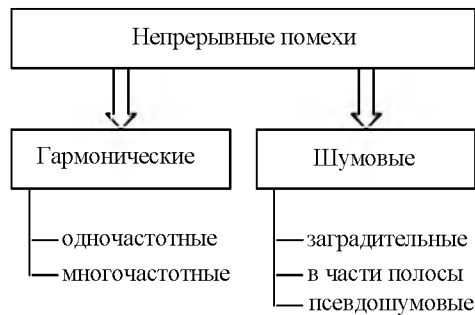 Непрерывные помехи
Гармонические
одночастотные
многочастотные
Шумовые
заградительные
в части полосы
псевдошумовые